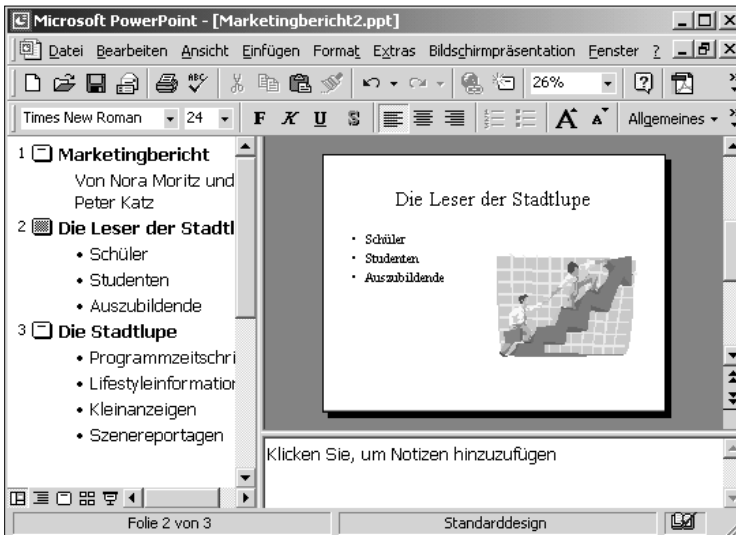 Microsoft PowerPoint - [Marketingbericht2.ppt]
Datei Bearbeiten Ansicht Einfügen Format Extras Bildschirmpräsentation Fenster ?
ABC 26%
Times New Roman 24 F K U S A A Allgemeines
1 Marketingbericht
Von Nora Moritz und
Peter Katz
2 Die Leser der Stadtl
• Schüler
• Studenten
• Auszubildende
3 Die Stadtlupe
• Programmzeitschri
• Lifestyleinformation
• Kleinanzeigen
• Szenereportagen
Die Leser der Stadtlupe
• Schüler
• Studenten
• Auszubildende
Klicken Sie, um Notizen hinzuzufügen
Folie 2 von 3 Standarddesign